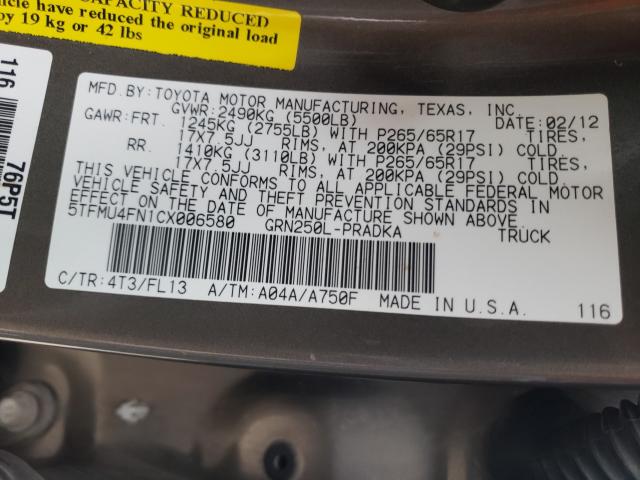 CAPACITY REDUCED
icle have reduced the original load
by 19 kg or 42 lbs
116
76P5T
MFD.BY:TOYOTA MOTOR MANUFACTURING, TEXAS, INC.
GVWR:2490KG (5500LB) DATE:02/12
GAWR:FRT. 1245KG (2755LB) WITH P265/65R17 TIRES,
17X7.5JJ RIMS, AT 200KPA (29PSI) COLD
RR. 1410KG (3110LB) WITH P265/65R17 TIRES,
17X7.5JJ RIMS, AT 200KPA (29PSI) COLD
THIS VEHICLE CONFORMS TO ALL APPLICABLE FEDERAL MOTOR
VEHICLE SAFETY AND THEFT PREVENTION STANDARDS IN
EFFECT ON THE DATE OF MANUFACTURE SHOWN ABOVE.
5TFMU4FN1CX006580 GRN250L-PRADKA TRUCK
C/TR:4T3/FL13 A/TM:A04A/A750F MADE IN U.S.A. 116